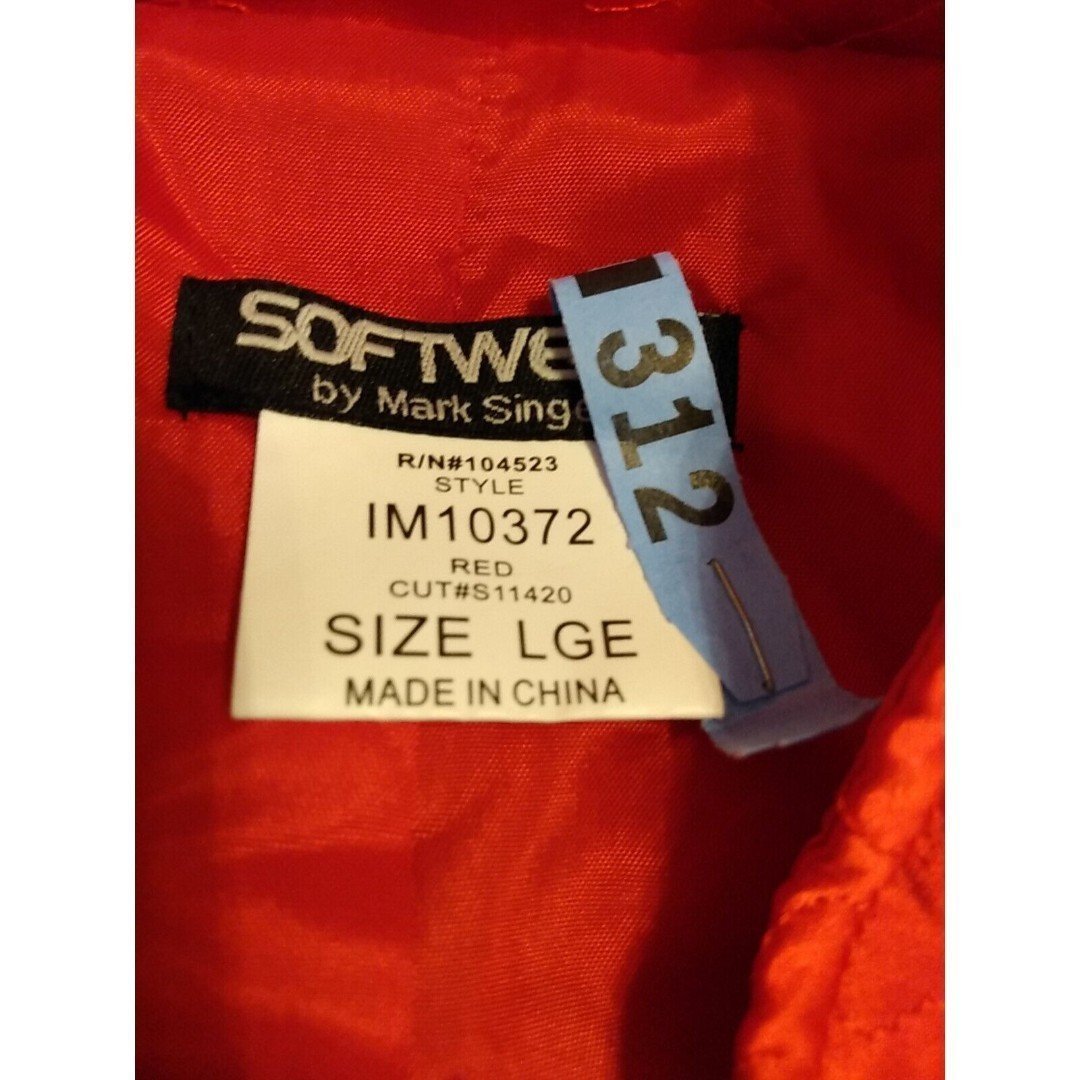 SOFTWE
by Mark Singe
R/N#104523
STYLE
IM10372
RED
CUT#S11420
SIZE LGE
MADE IN CHINA
312